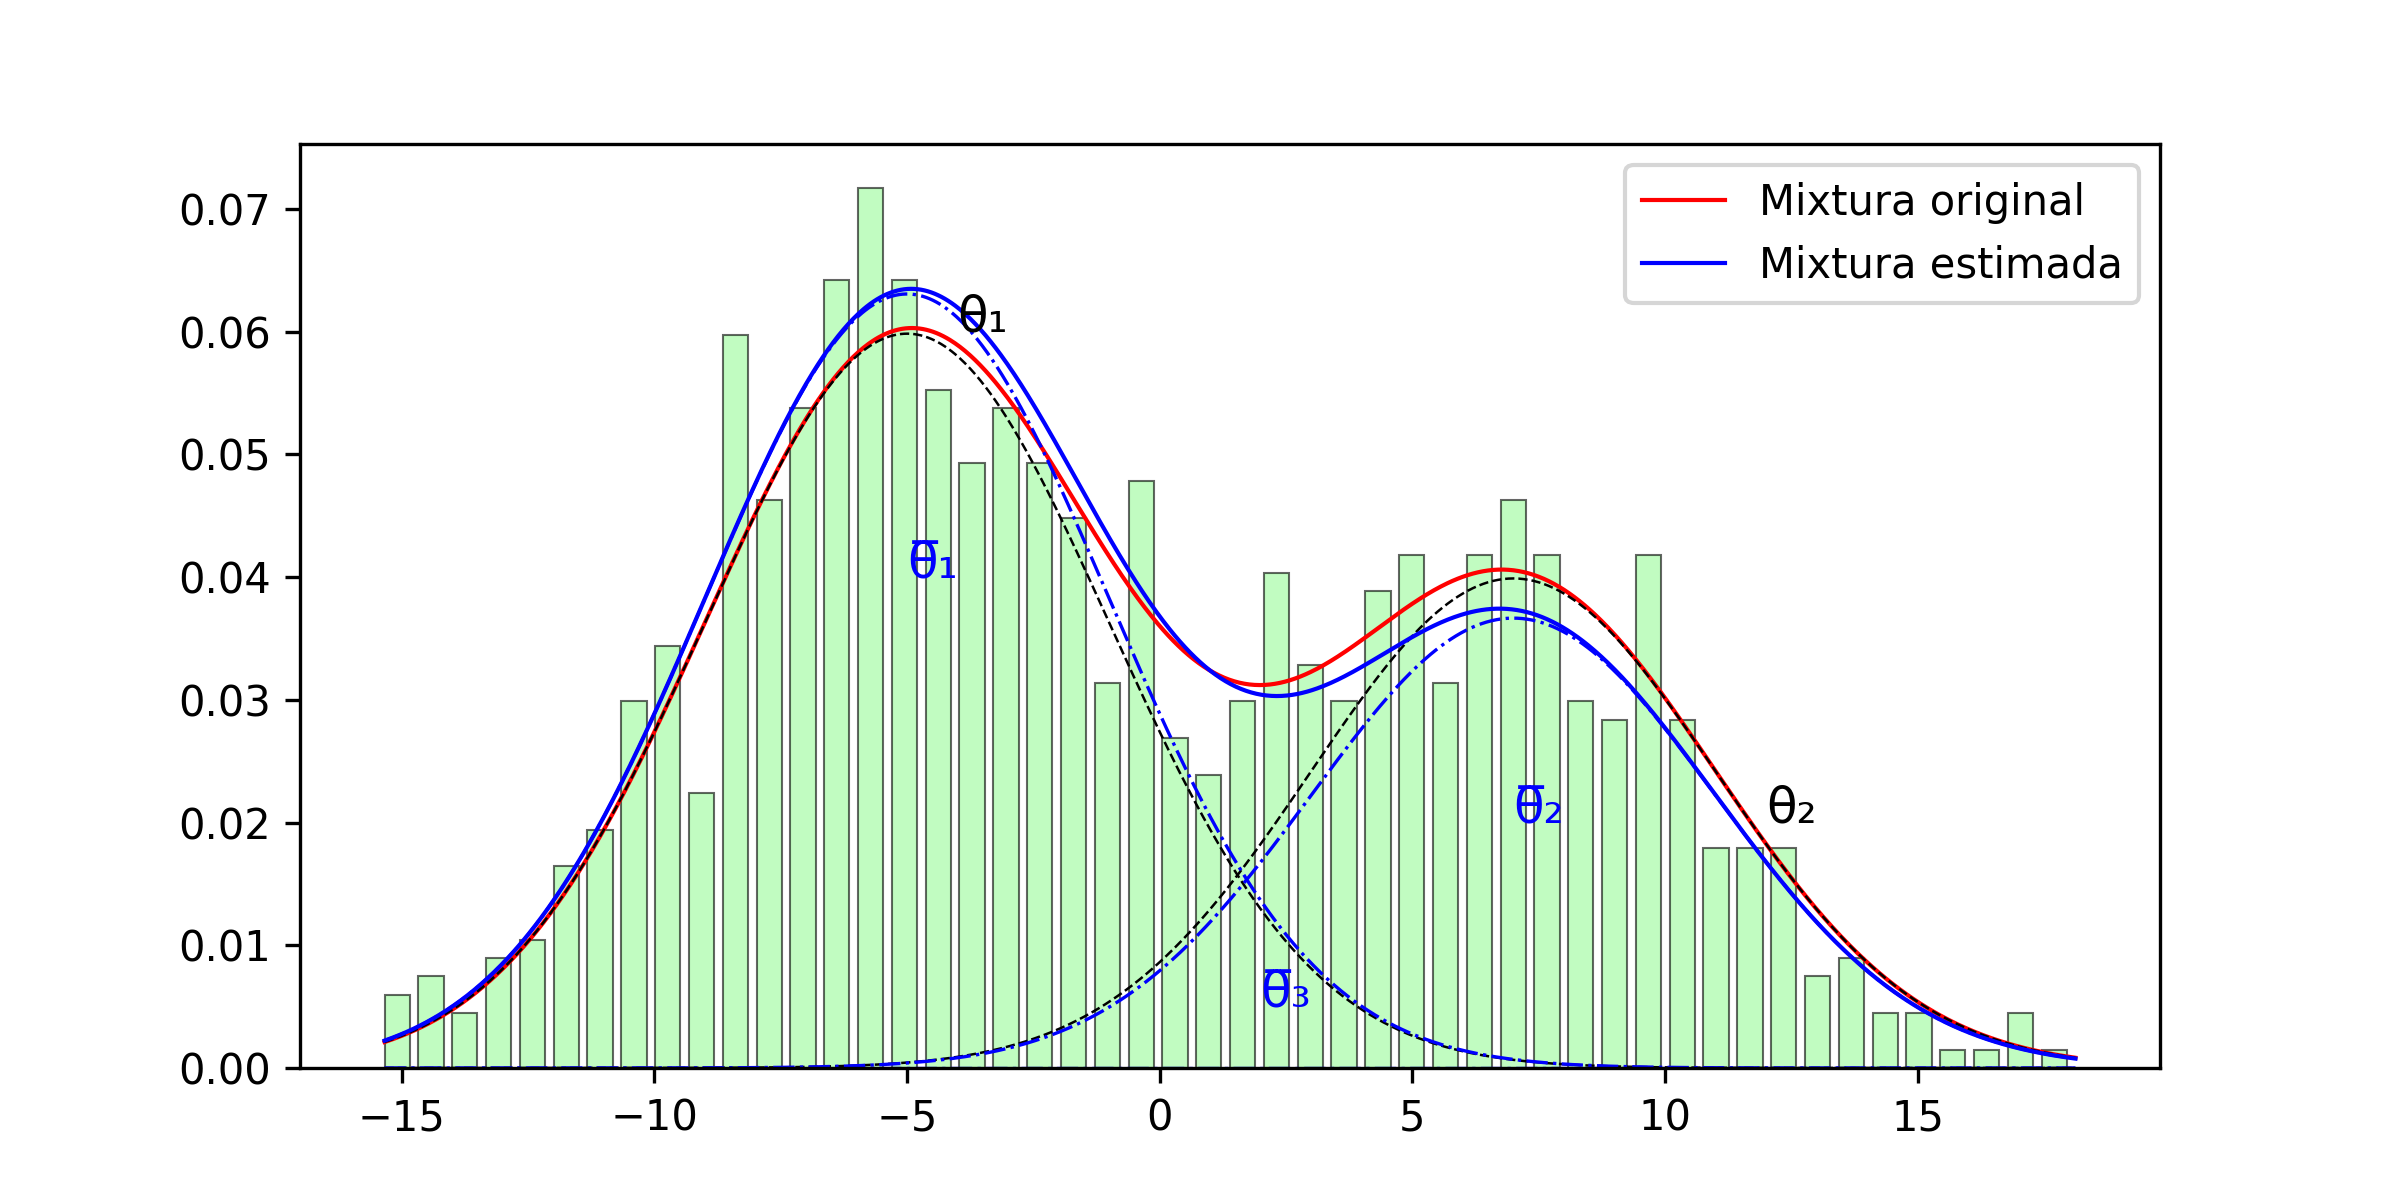 Mixtura original
Mixtura estimada
0.07
0.06
0.05
0.04
0.03
0.02
0.01
0.00
θ₁
θ̅₁
θ̅₂
θ₂
θ̅₃
−15 −10 −5 0 5 10 15